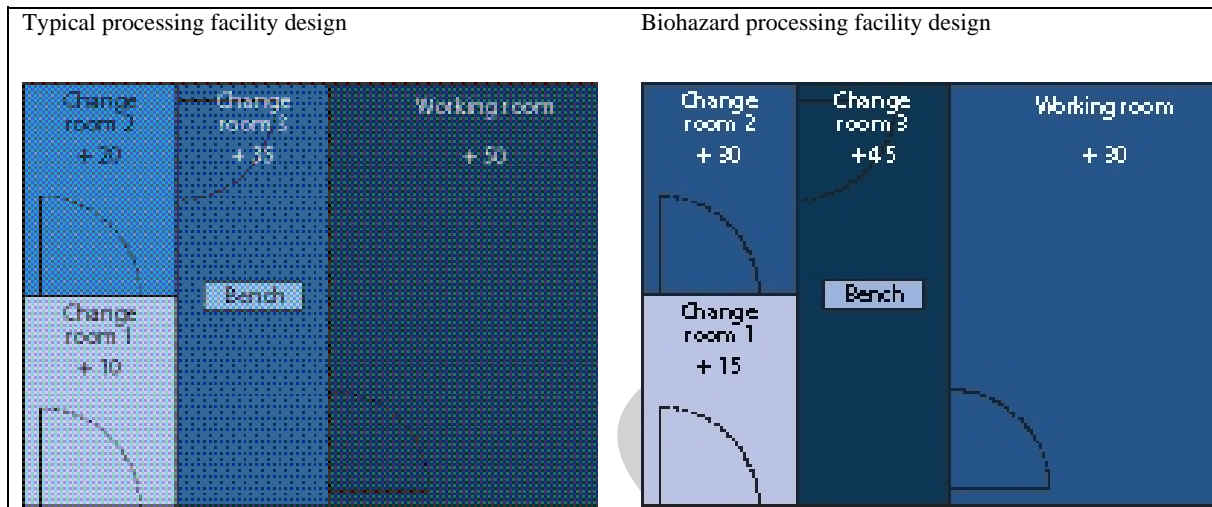 Typical processing facility design
Biohazard processing facility design
Change
room 2
+ 20
Change
room 3
+ 35
Working room
+ 50
Bench
Change
room 1
+ 10
Change
room 2
+ 30
Change
room 3
+45
Working room
+ 30
Bench
Change
room 1
+ 15